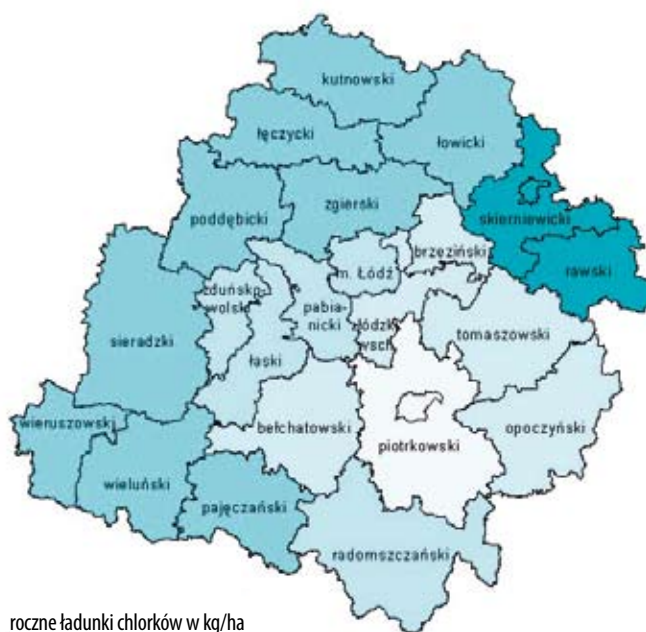 kutnowski
łęczycki
łowicki
poddębicki
zgierski
skierniewicki
brzeziński
rawski
m. Łódź
zduńsko-
wolski
pabia-
nicki
łódzki
wsch.
tomaszowski
sieradzki
łaski
wieruszowski
bełchatowski
piotrkowski
opoczyński
wieluński
pajęczański
radomszczański
roczne ładunki chlorków w kg/ha